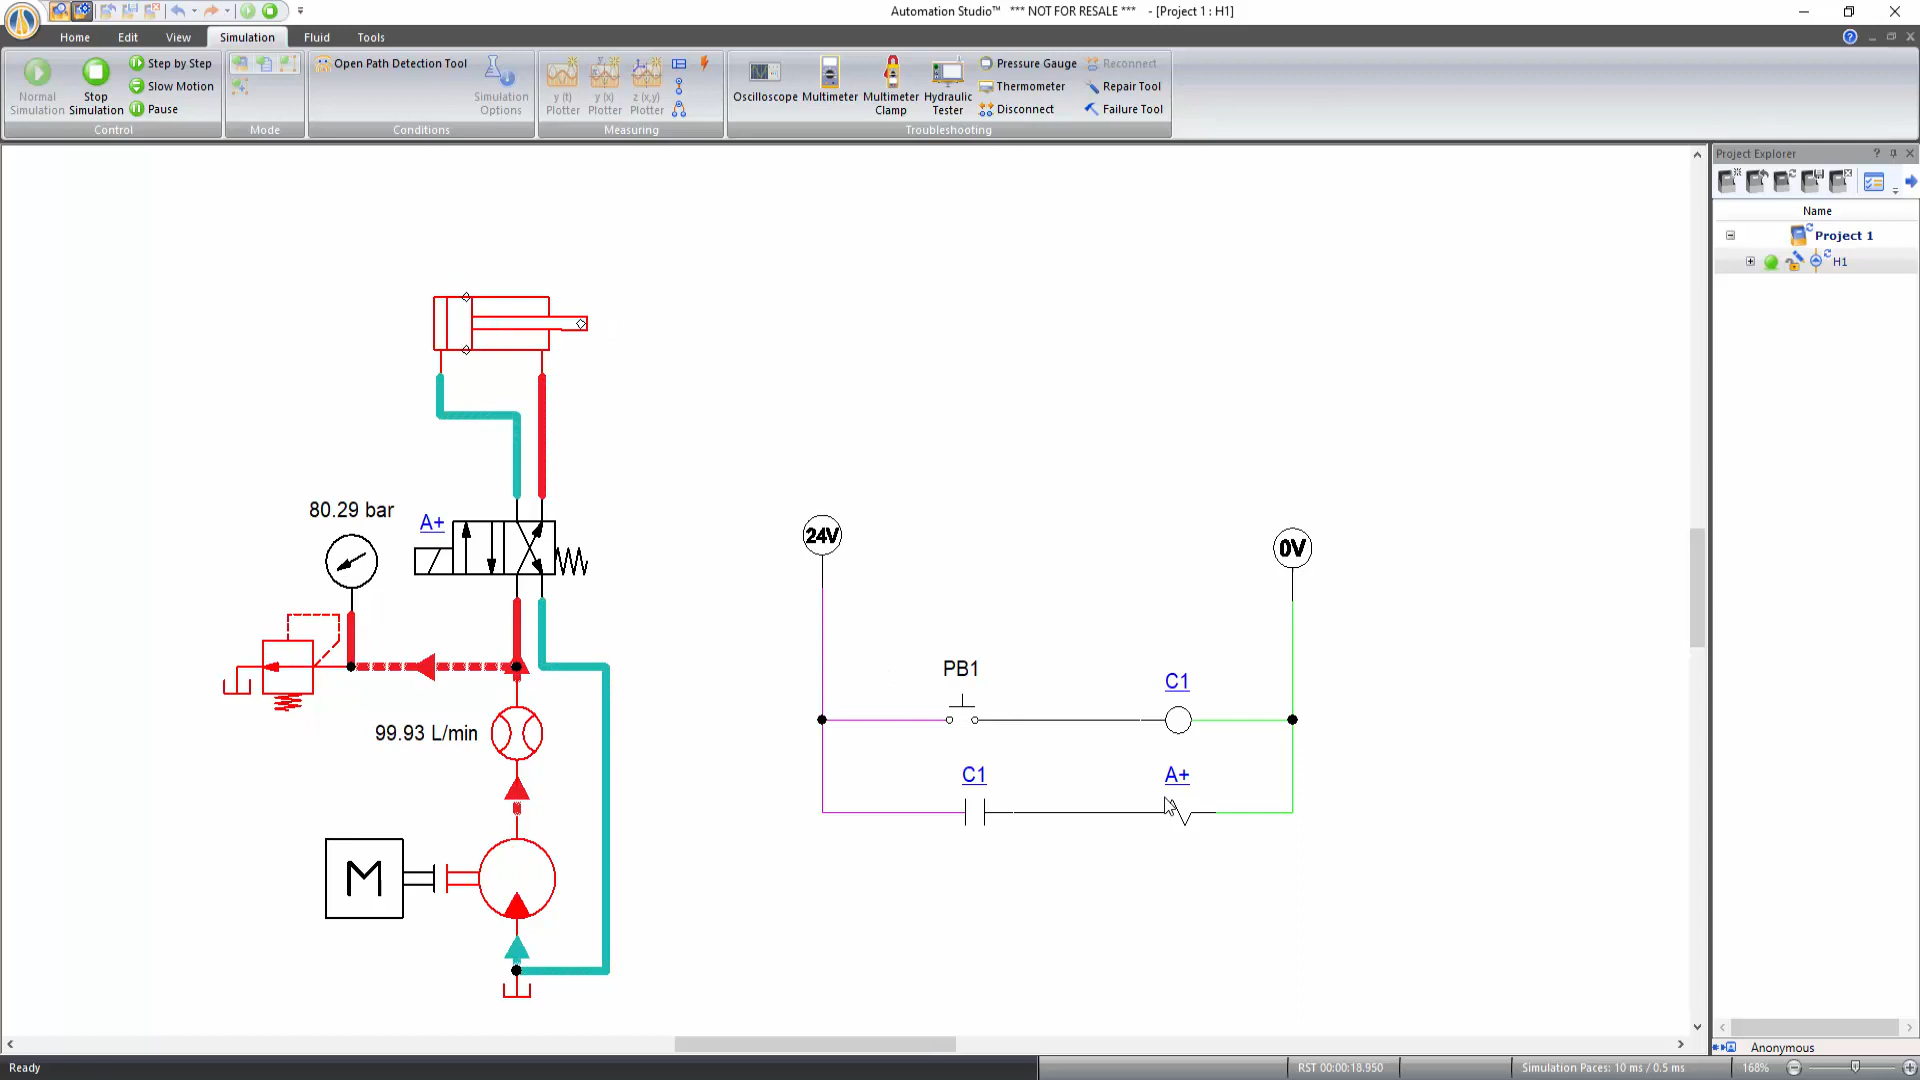 Automation Studio™ *** NOT FOR RESALE *** - [Project 1 : H1]
Home Edit View Simulation Fluid Tools
Normal Simulation
Stop Simulation
Step by Step
Slow Motion
Pause
Control
Mode
Open Path Detection Tool
Simulation Options
Conditions
y (t) Plotter
y (x) Plotter
z (x,y) Plotter
Measuring
Oscilloscope
Multimeter
Multimeter Clamp
Hydraulic Tester
Pressure Gauge
Thermometer
Disconnect
Reconnect
Repair Tool
Failure Tool
Troubleshooting
Project Explorer
Name
Project 1
H1
80.29 bar
A+
99.93 L/min
M
24V
0V
PB1
C1
C1
A+
Anonymous
Ready
RST 00:00:18.950
Simulation Paces: 10 ms / 0.5 ms
168%